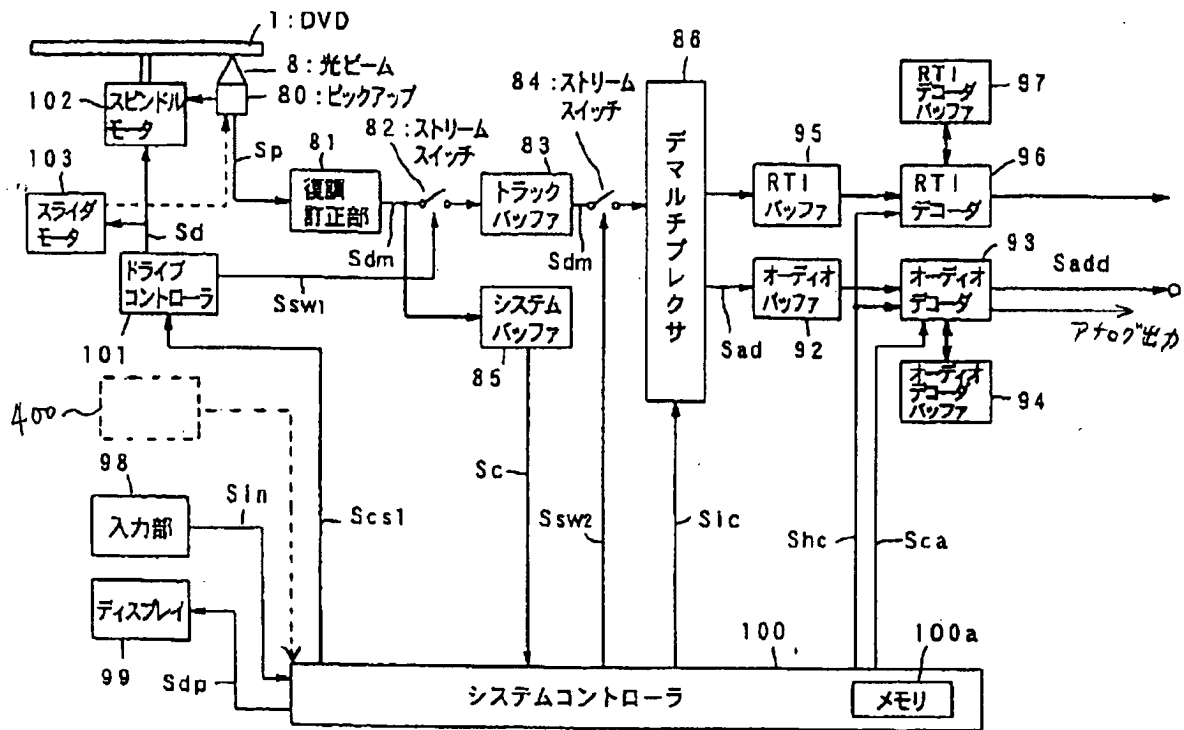 1:DVD
8:光ビーム
80:ピックアップ
102
スピンドル
モータ
103
スライダ
モータ
Sd
Sp
81
復調
訂正部
Sdm
82:ストリーム
スイッチ
83
トラック
バッファ
Sdm
84:ストリーム
スイッチ
86
デマルチプレクサ
95
RTI
バッファ
97
RTI
デコーダ
バッファ
96
RTI
デコーダ
ドライブ
コントローラ
101
Ssw1
システム
バッファ
85
Sad
オーディオ
バッファ
92
93
オーディオ
デコーダ
Sadd
アナログ出力
オーディオ
デコーダ
バッファ
94
400
98
入力部
Sin
Scs1
Sc
Ssw2
Sic
Shc
Sca
ディスプレイ
99
Sdp
100
システムコントローラ
100a
メモリ